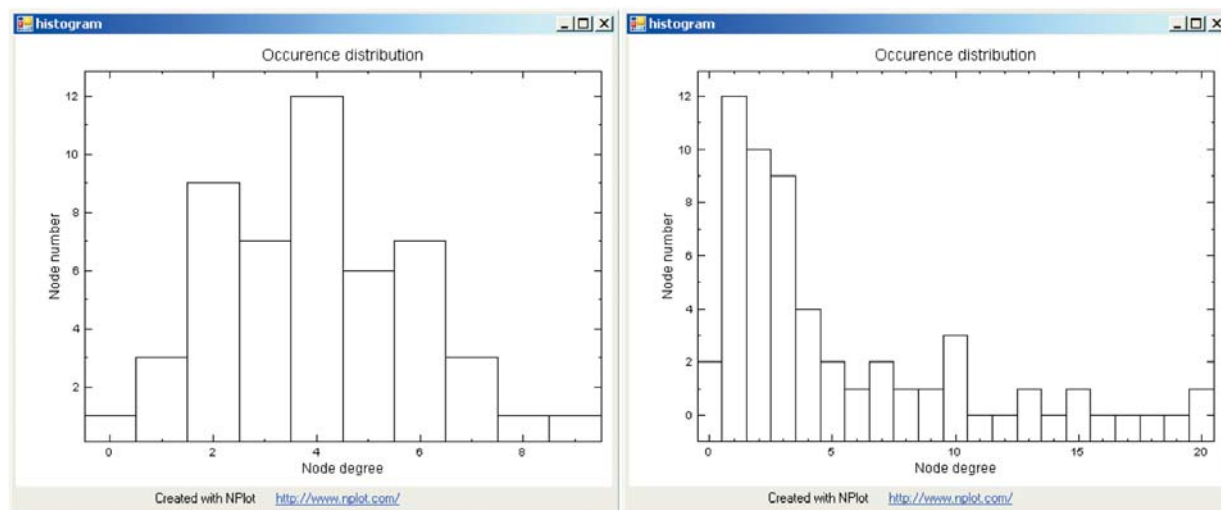 histogram
Occurence distribution
12
10
8
6
4
2
Node number
0 2 4 6 8
Node degree
Created with NPlot http://www.nplot.com/
histogram
Occurence distribution
12
10
8
6
4
2
0
Node number
0 5 10 15 20
Node degree
Created with NPlot http://www.nplot.com/